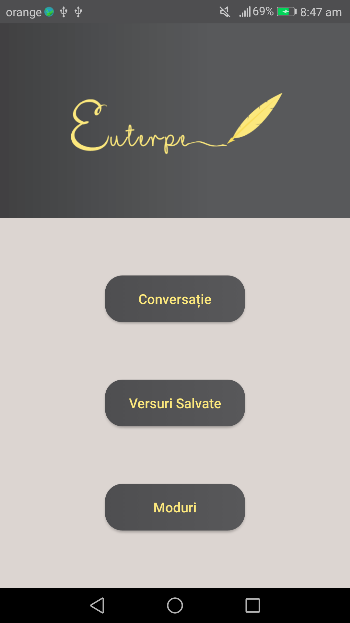 orange 69% 8:47 am
Euterpe
Conversație
Versuri Salvate
Moduri